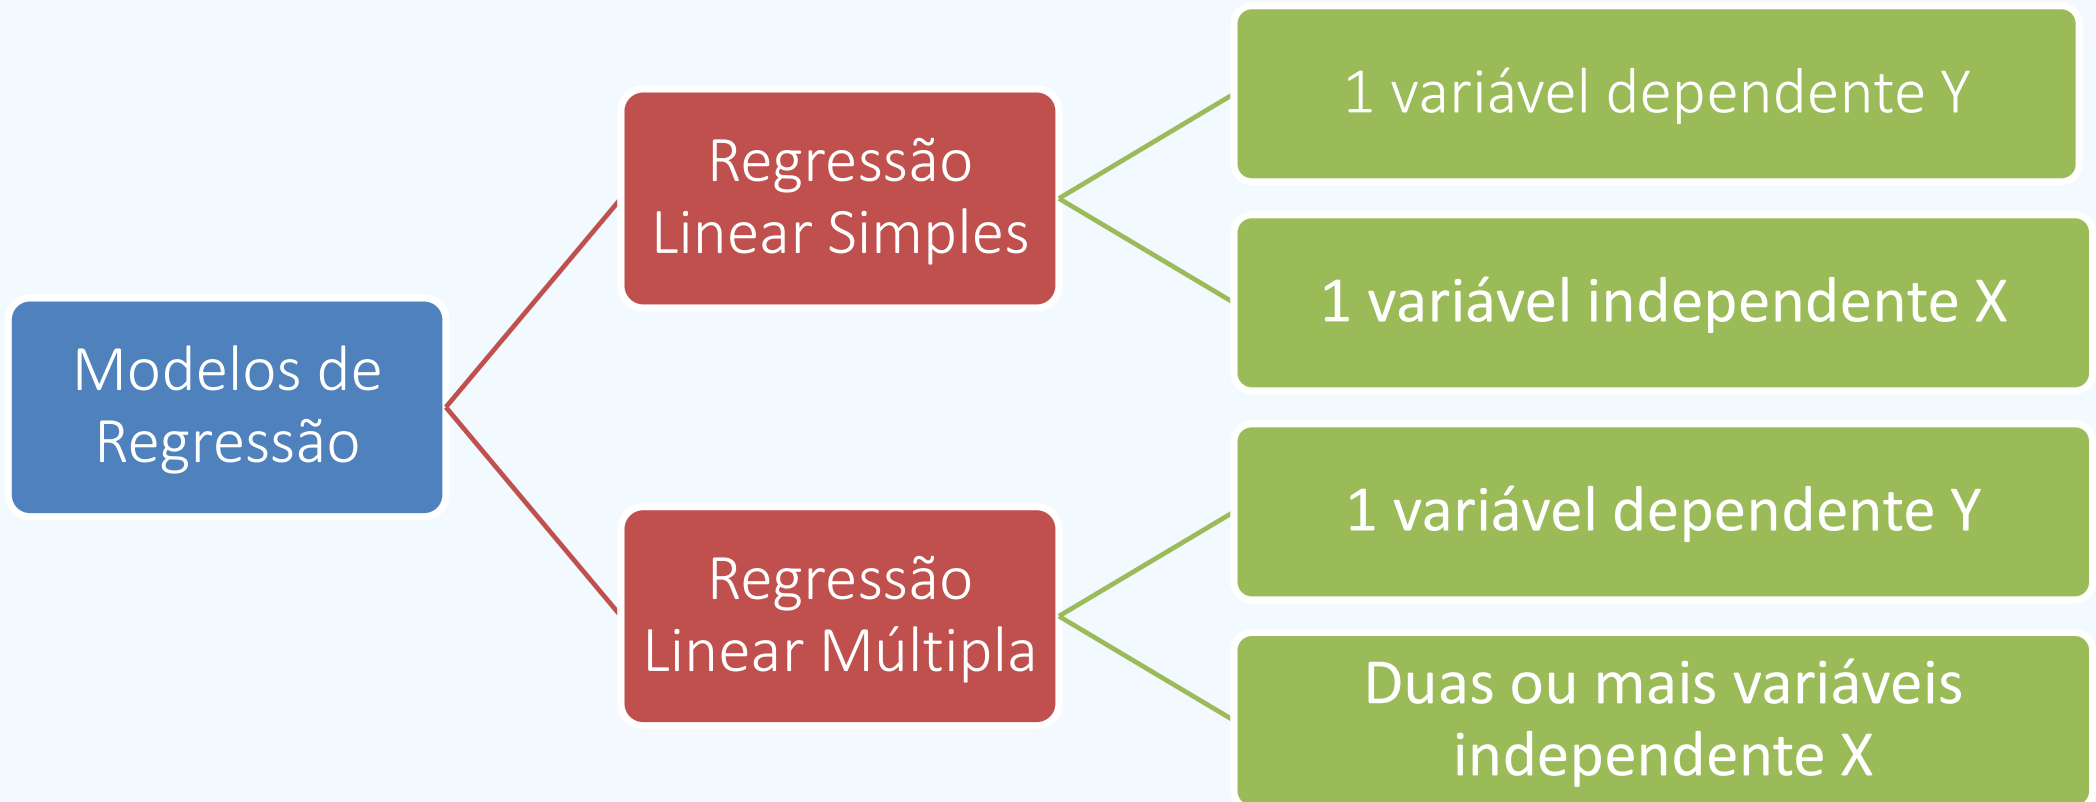 Modelos de
Regressão
Regressão
Linear Simples
1 variável dependente Y
1 variável independente X
Regressão
Linear Múltipla
1 variável dependente Y
Duas ou mais variáveis
independente X